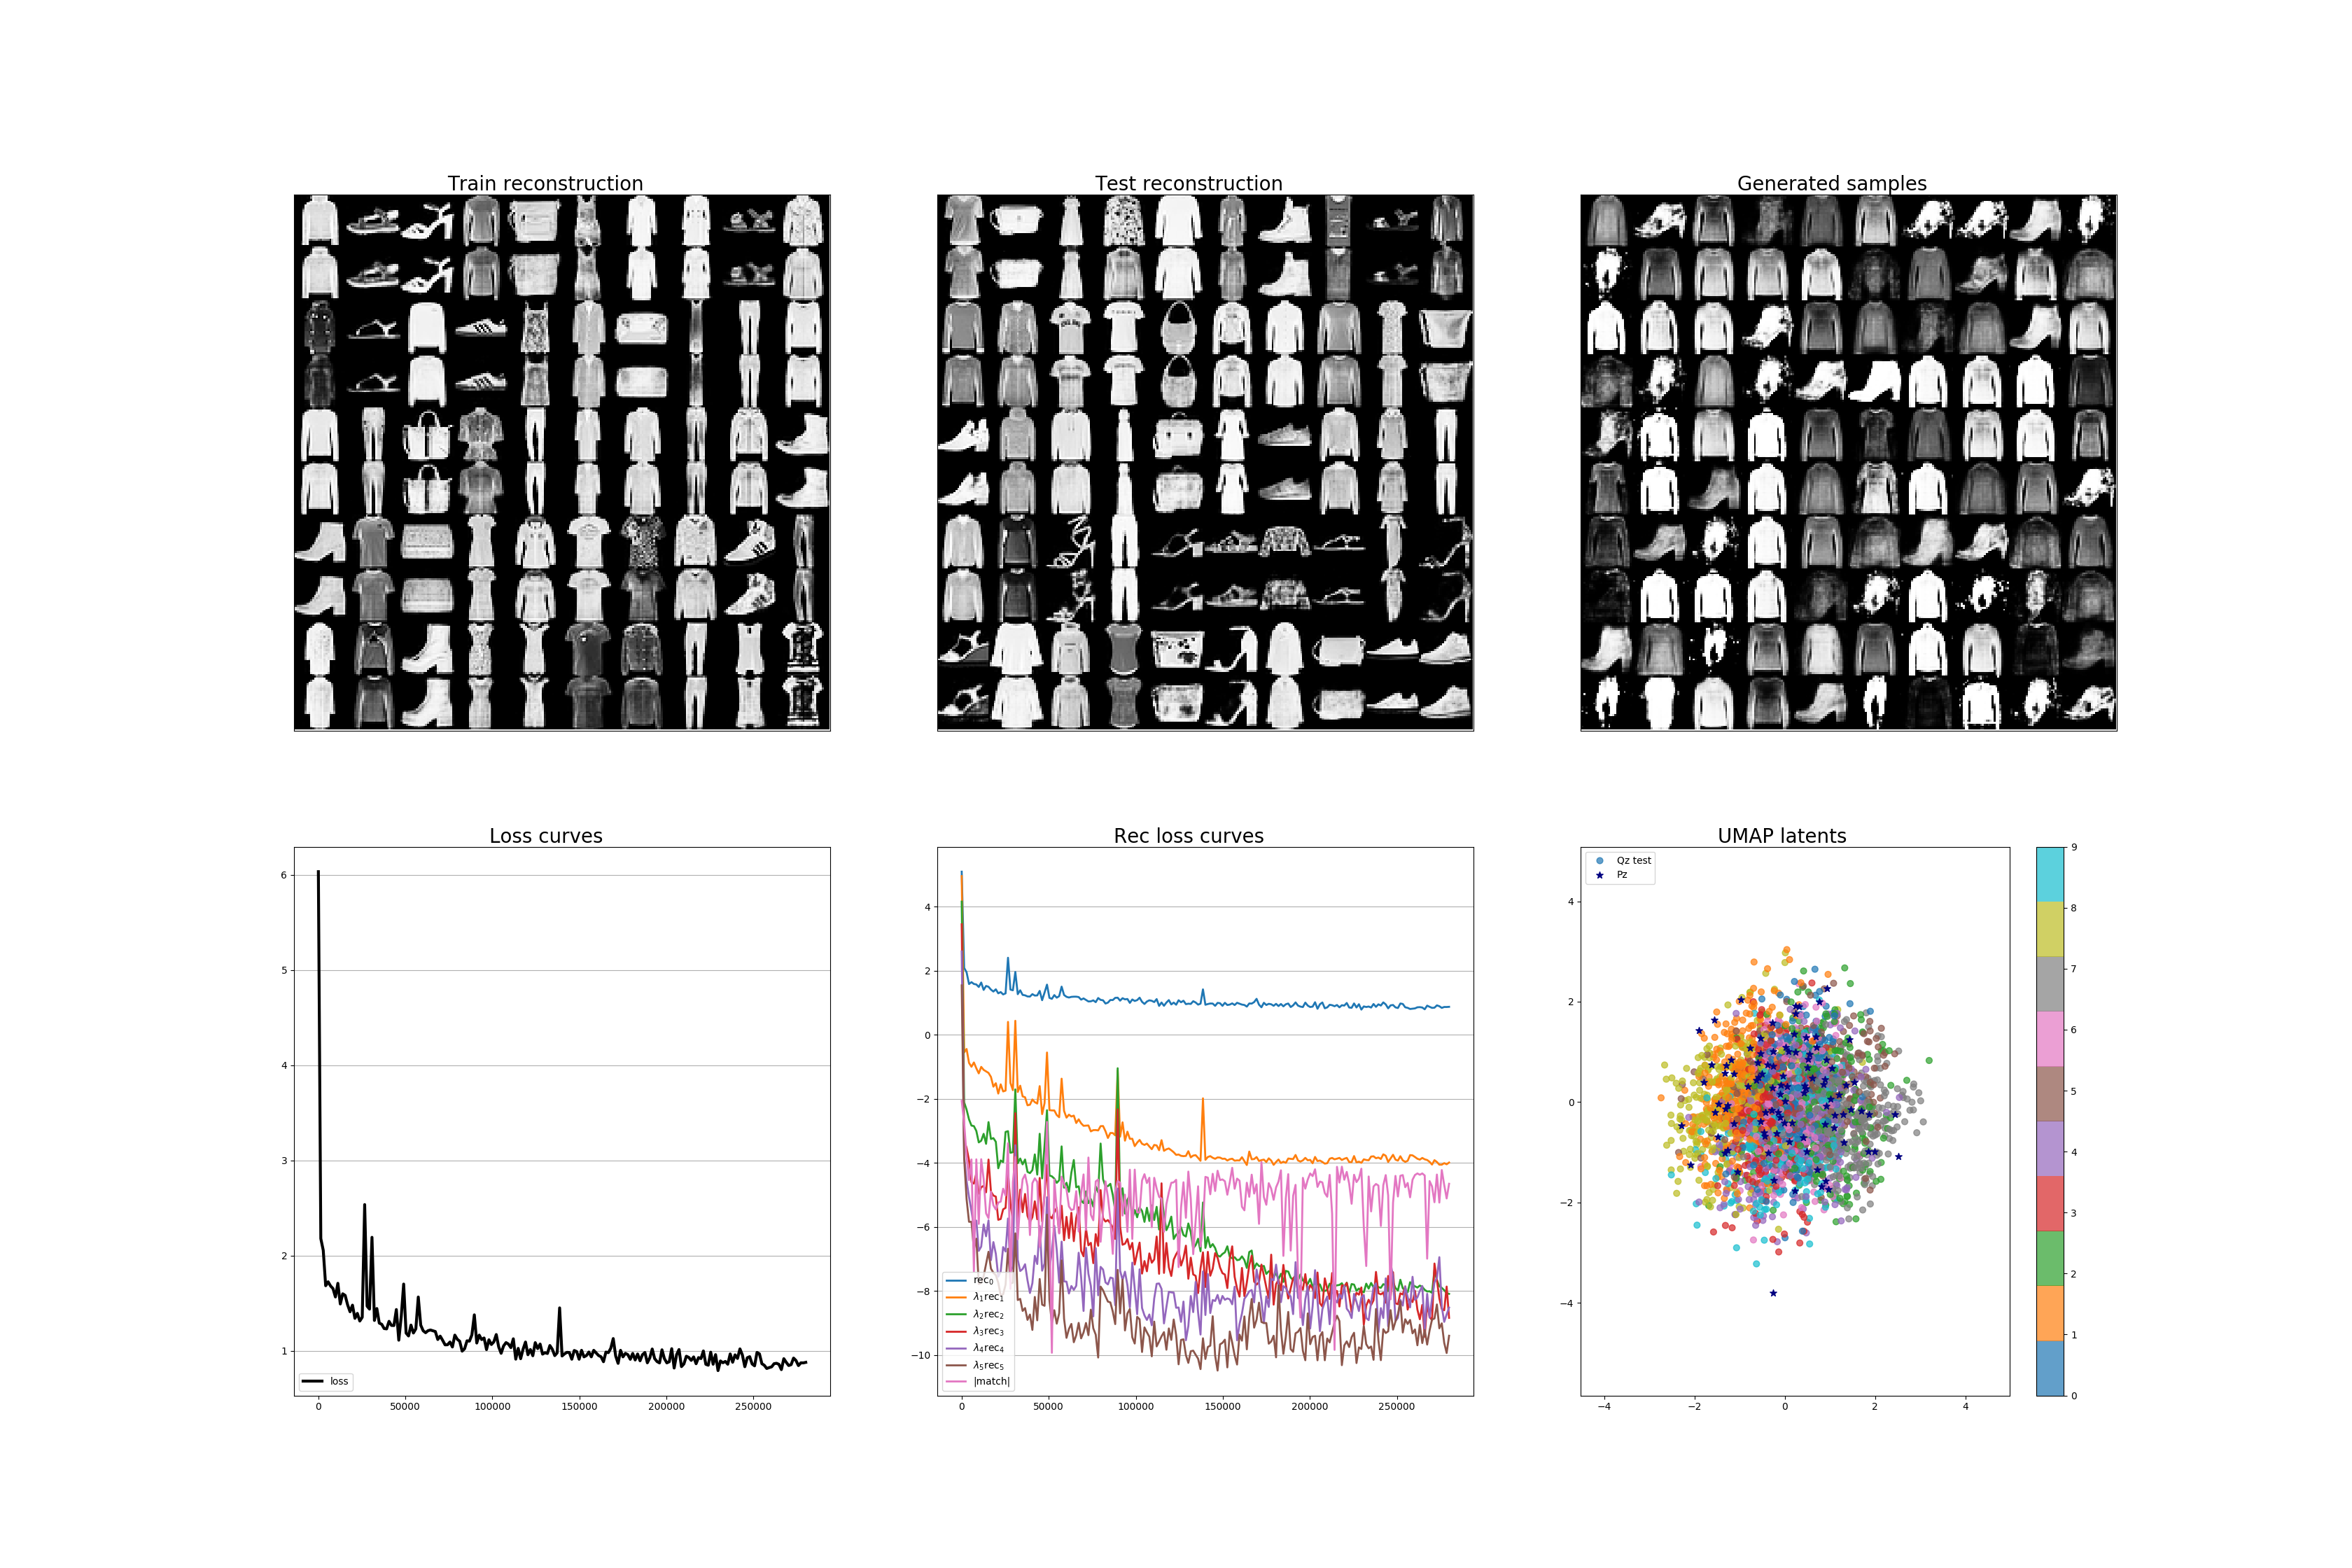 Train reconstruction
Test reconstruction
Generated samples
Loss curves
6
5
4
3
2
1
0
50000
100000
150000
200000
250000
loss
Rec loss curves
4
2
0
−2
−4
−6
−8
−10
0
50000
100000
150000
200000
250000
rec₀
λ₁rec₁
λ₂rec₂
λ₃rec₃
λ₄rec₄
λ₅rec₅
|match|
UMAP latents
Qz test
Pz
4
2
0
−2
−4
−4
−2
0
2
4
9
8
7
6
5
4
3
2
1
0